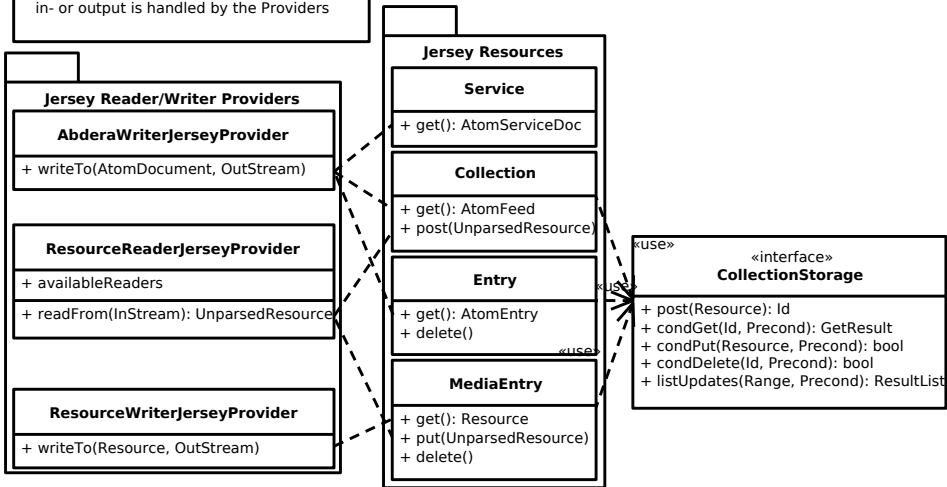 in- or output is handled by the Providers
Jersey Reader/Writer Providers
AbderaWriterJerseyProvider
+ writeTo(AtomDocument, OutStream)
ResourceReaderJerseyProvider
+ availableReaders
+ readFrom(InStream): UnparsedResource
ResourceWriterJerseyProvider
+ writeTo(Resource, OutStream)
Jersey Resources
Service
+ get(): AtomServiceDoc
Collection
+ get(): AtomFeed
+ post(UnparsedResource)
Entry
+ get(): AtomEntry
+ delete()
MediaEntry
+ get(): Resource
+ put(UnparsedResource)
+ delete()
«use»
«use»
«use»
«interface»
CollectionStorage
+ post(Resource): Id
+ condGet(Id, Precond): GetResult
+ condPut(Resource, Precond): bool
+ condDelete(Id, Precond): bool
+ listUpdates(Range, Precond): ResultList